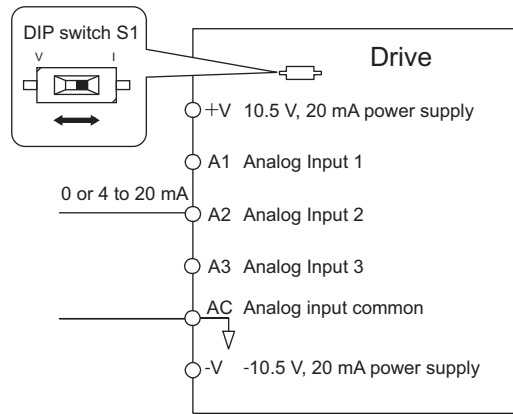 DIP switch S1
V I
Drive
+V 10.5 V, 20 mA power supply
A1 Analog Input 1
0 or 4 to 20 mA
A2 Analog Input 2
A3 Analog Input 3
AC Analog input common
-V -10.5 V, 20 mA power supply